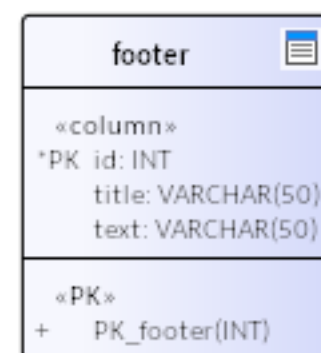 footer
«column»
*PK id: INT
title: VARCHAR(50)
text: VARCHAR(50)
«PK»
+ PK_footer(INT)